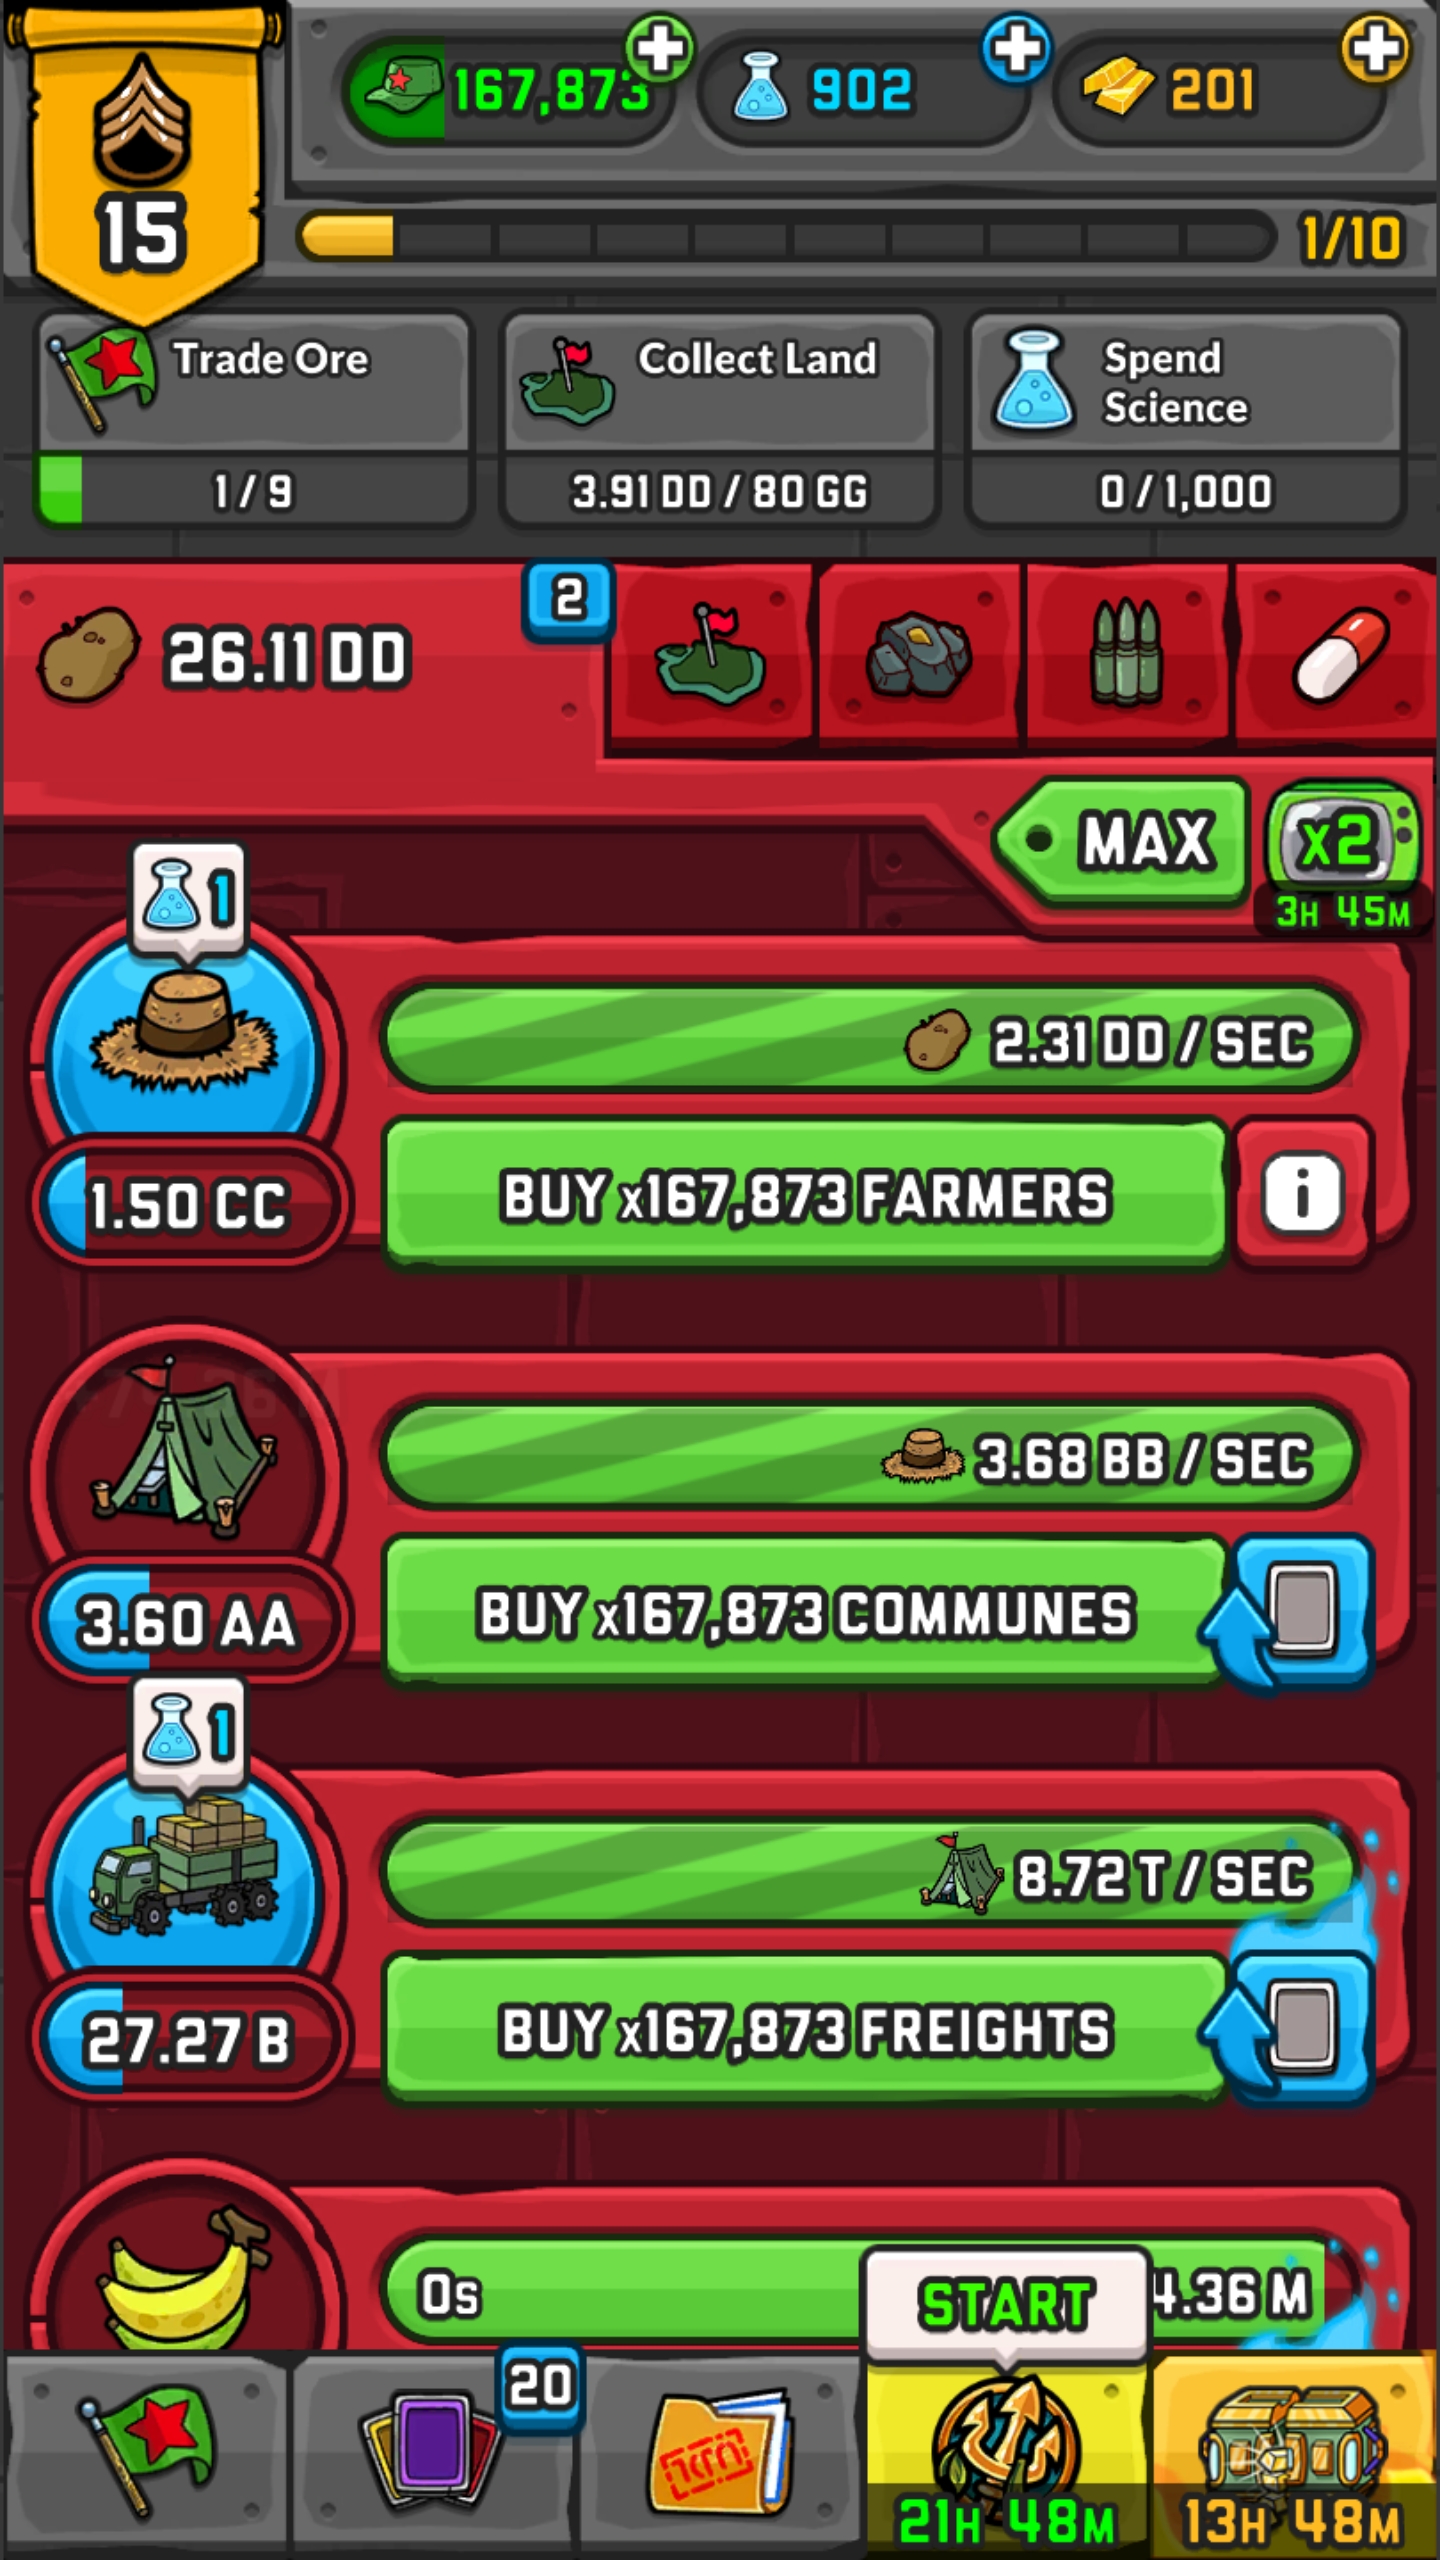 167,873
902
201
15
1/10
Trade Ore
Collect Land
Spend
Science
1 / 9
3.91 DD / 80 GG
0 / 1,000
26.11 DD
2
MAX
x2
3H 45M
1
2.31 DD / SEC
1.50 CC
BUY x167,873 FARMERS
i
3.68 BB / SEC
3.60 AA
BUY x167,873 COMMUNES
1
8.72 T / SEC
27.27 B
BUY x167,873 FREIGHTS
0s
4.36 M
START
20
21H 48M
13H 48M